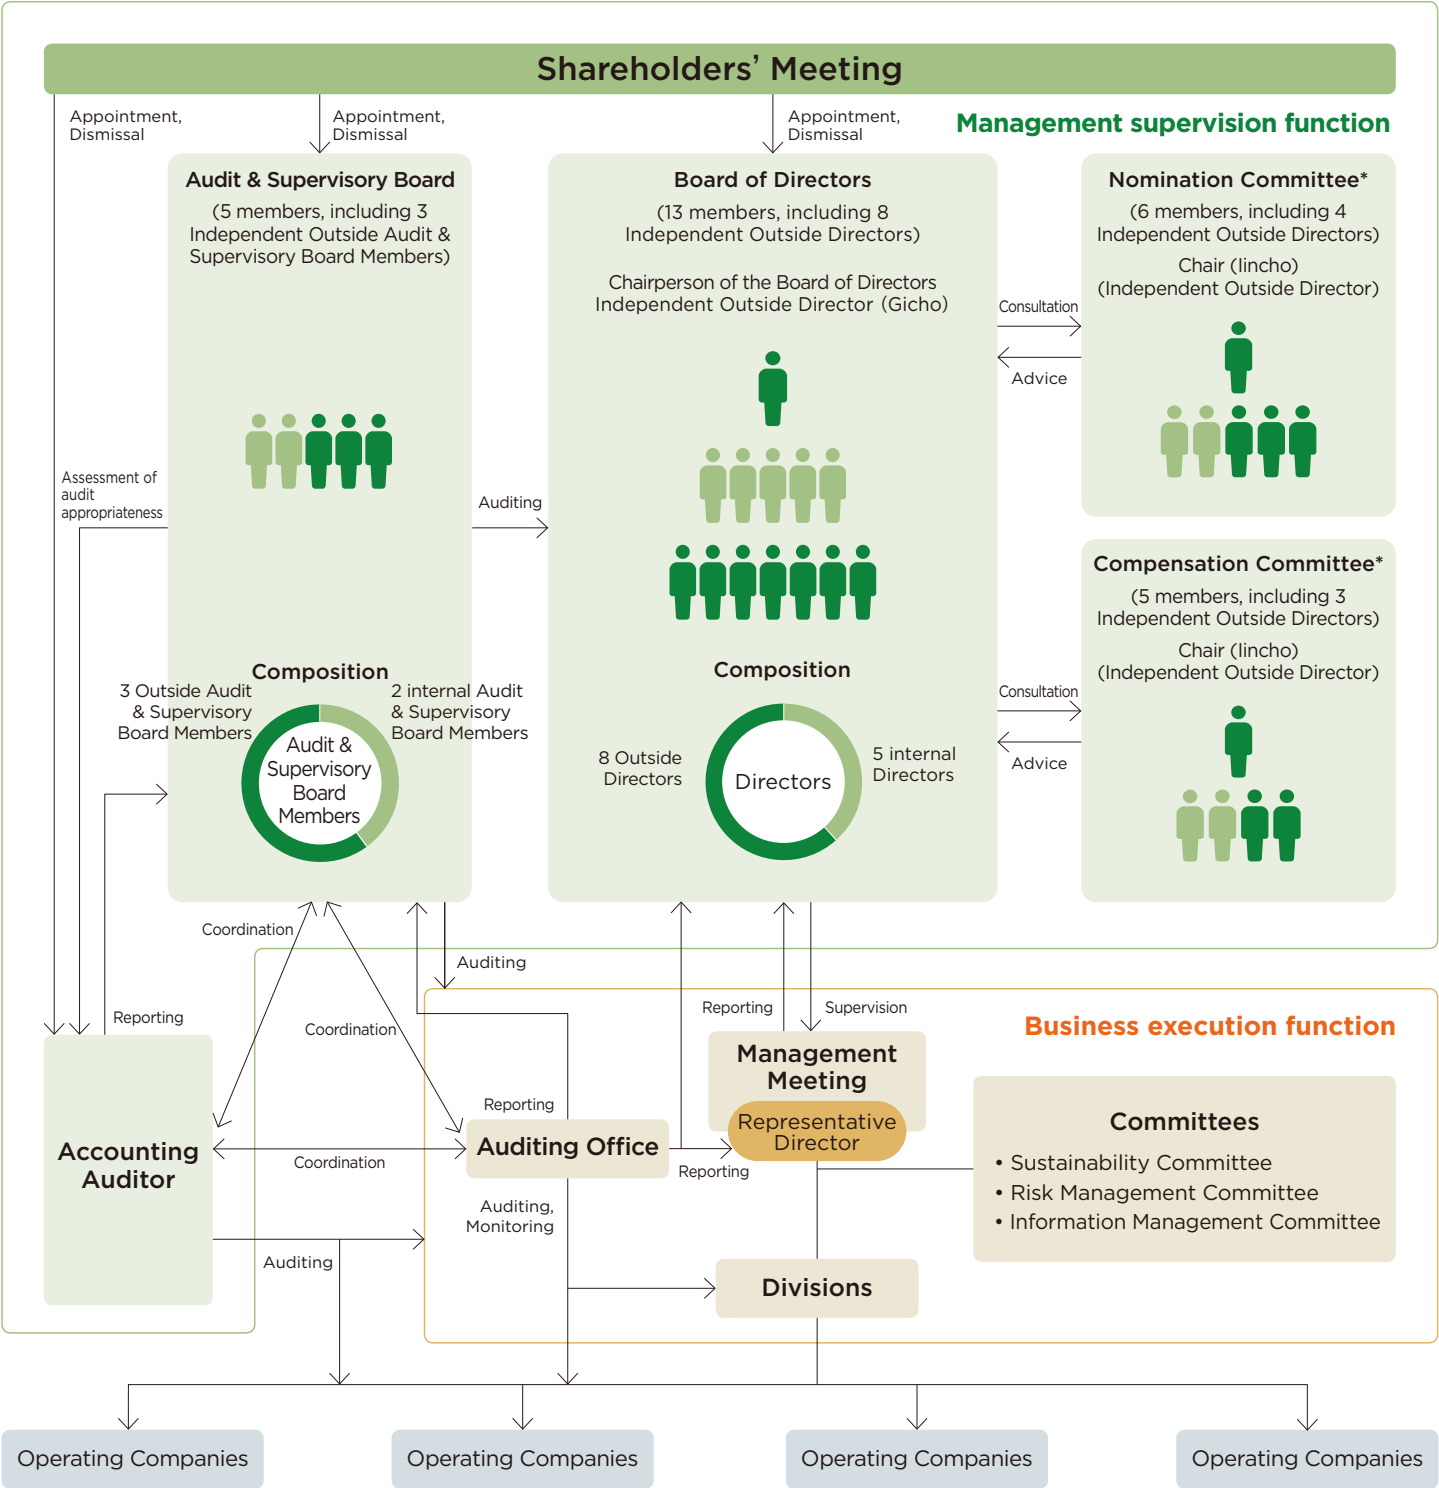 Shareholders' Meeting
Appointment,
Dismissal
Appointment,
Dismissal
Appointment,
Dismissal
Management supervision function
Audit & Supervisory Board
(5 members, including 3
Independent Outside Audit &
Supervisory Board Members)
Board of Directors
(13 members, including 8
Independent Outside Directors)
Chairperson of the Board of Directors
Independent Outside Director (Gicho)
Nomination Committee*
(6 members, including 4
Independent Outside Directors)
Chair (Iincho)
(Independent Outside Director)
Consultation
Advice
Assessment of
audit
appropriateness
Auditing
Compensation Committee*
(5 members, including 3
Independent Outside Directors)
Chair (Iincho)
(Independent Outside Director)
Consultation
Advice
Composition
3 Outside Audit
& Supervisory
Board Members
2 internal Audit
& Supervisory
Board Members
Audit &
Supervisory
Board
Members
Composition
8 Outside
Directors
5 internal
Directors
Directors
Coordination
Auditing
Reporting
Coordination
Reporting
Supervision
Business execution function
Management
Meeting
Representative
Director
Reporting
Auditing Office
Reporting
Accounting
Auditor
Coordination
Auditing,
Monitoring
Auditing
Committees
• Sustainability Committee
• Risk Management Committee
• Information Management Committee
Divisions
Operating Companies
Operating Companies
Operating Companies
Operating Companies